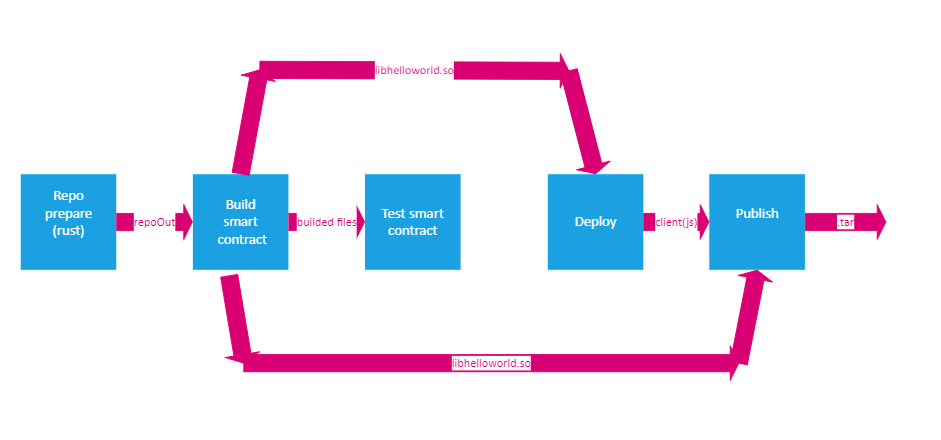 libhelloworld.so
Repo
prepare
(rust)
repoOut
Build
smart
contract
builded files
Test smart
contract
Deploy
client(js)
Publish
.tar
libhelloworld.so